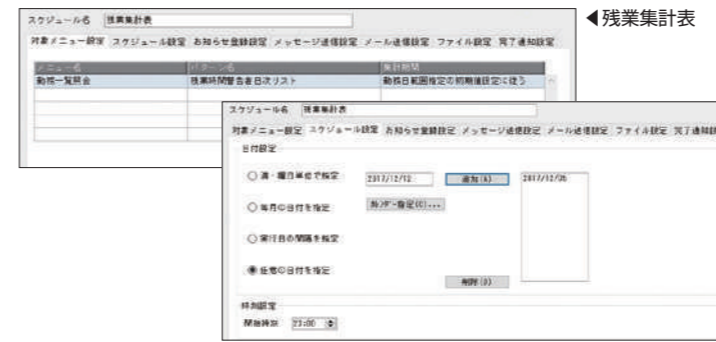 ◀残業集計表
スケジュール名 残業集計表
対象メニュー設定 スケジュール設定 お知らせ登録設定 メッセージ送信設定 メール送信設定 ファイル設定 完了通知設定
メニュー名 パターン名 集計期間
勤務一覧照会 残業時間警告者日次リスト 勤務日範囲指定の初期値設定に従う
スケジュール名 残業集計表
対象メニュー設定 スケジュール設定 お知らせ登録設定 メッセージ送信設定 メール送信設定 ファイル設定 完了通知設
日付設定
週・曜日単位で指定 2017/12/12 追加(A) 2017/12/05
毎月の日付を指定 カレンダー指定(C)...
実行日の間隔を指定
任意の日付を指定
削除(D)
時刻設定
開始時刻 23:00